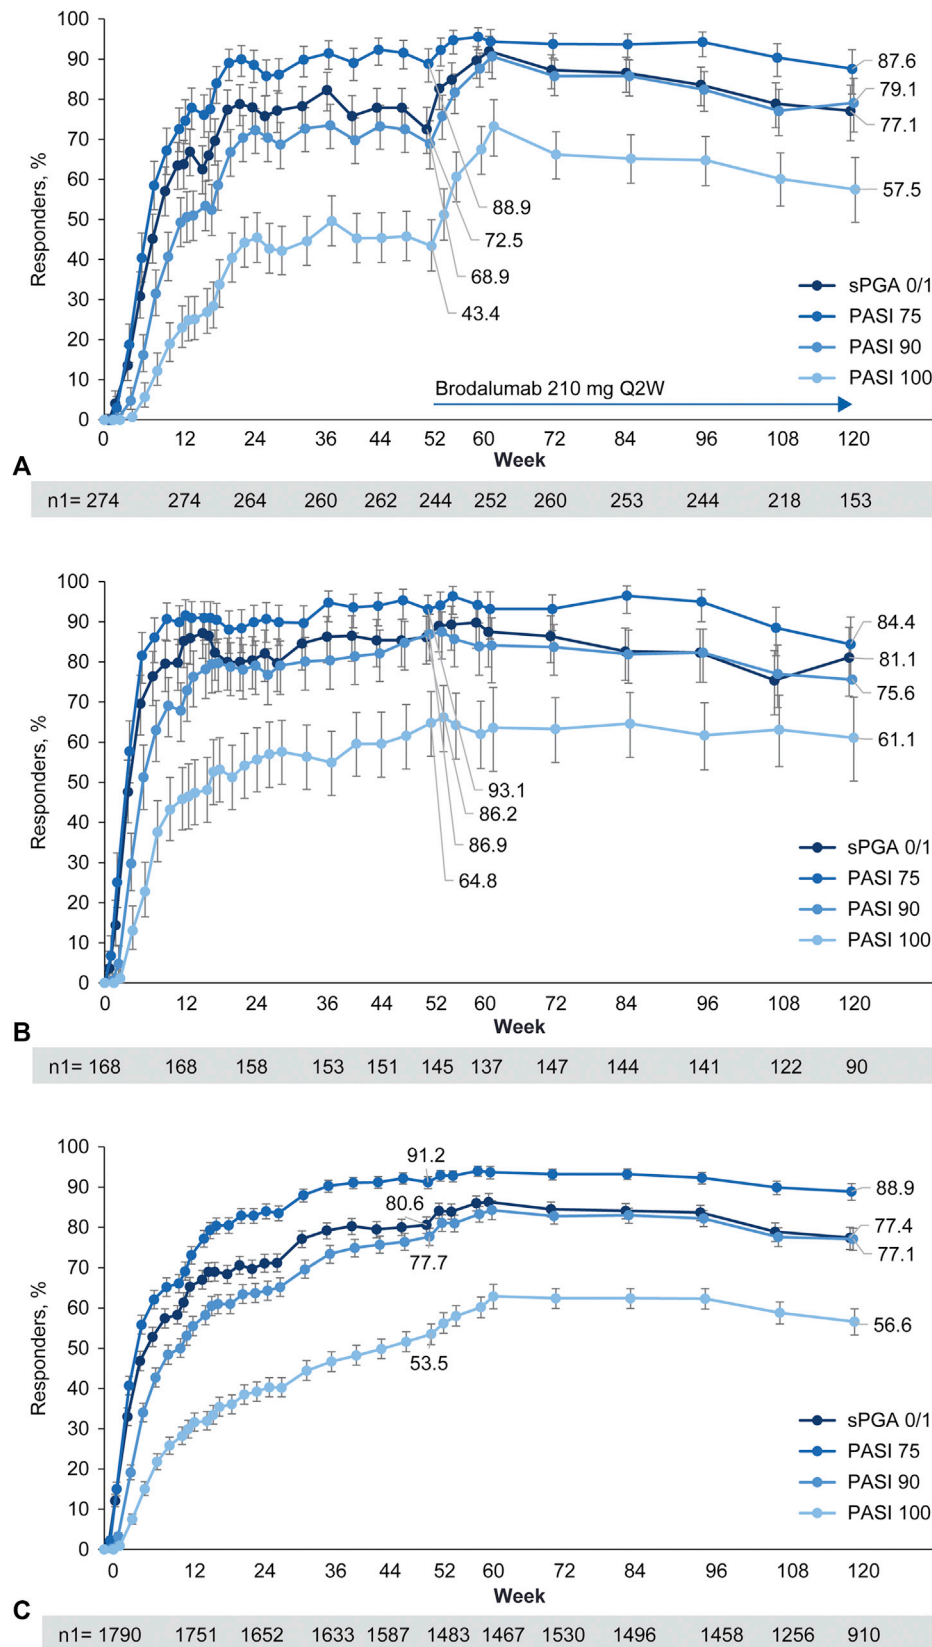 100
90
80
70
60
50
40
30
20
10
0
Responders, %
87.6
79.1
77.1
57.5
88.9
72.5
68.9
43.4
sPGA 0/1
PASI 75
PASI 90
PASI 100
Brodalumab 210 mg Q2W
0 12 24 36 44 52 60 72 84 96 108 120
Week
A
n1= 274 274 264 260 262 244 252 260 253 244 218 153
100
90
80
70
60
50
40
30
20
10
0
Responders, %
84.4
81.1
75.6
61.1
93.1
86.2
86.9
64.8
sPGA 0/1
PASI 75
PASI 90
PASI 100
0 12 24 36 44 52 60 72 84 96 108 120
Week
B
n1= 168 168 158 153 151 145 137 147 144 141 122 90
100
90
80
70
60
50
40
30
20
10
0
Responders, %
91.2
80.6
77.7
53.5
88.9
77.4
77.1
56.6
sPGA 0/1
PASI 75
PASI 90
PASI 100
0 12 24 36 44 52 60 72 84 96 108 120
Week
C
n1= 1790 1751 1652 1633 1587 1483 1467 1530 1496 1458 1256 910